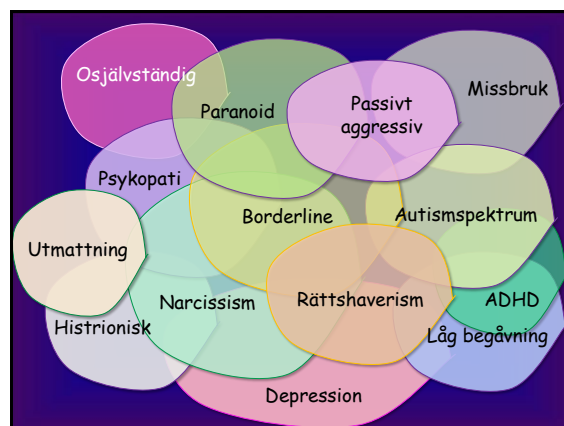 Osjälvständig
Missbruk
Paranoid
Passivt
aggressiv
Psykopati
Borderline
Autismspektrum
Utmattning
Narcissism
Rättshaverism
ADHD
Histrionisk
Låg begåvning
Depression